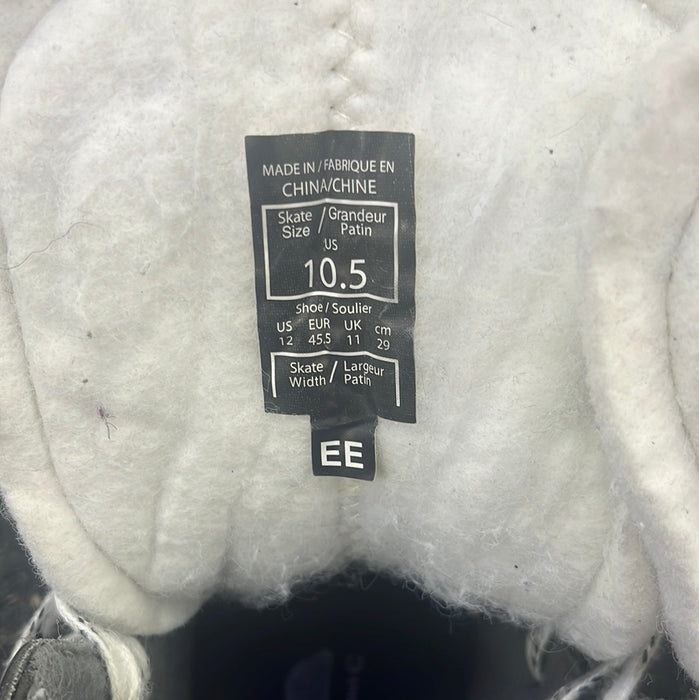 MADE IN / FABRIQUE EN
CHINA/CHINE
Skate / Grandeur
Size Patin
US
10.5
Shoe / Soulier
US EUR UK cm
12 45.5 11 29
Skate / Largeur
Width Patin
EE